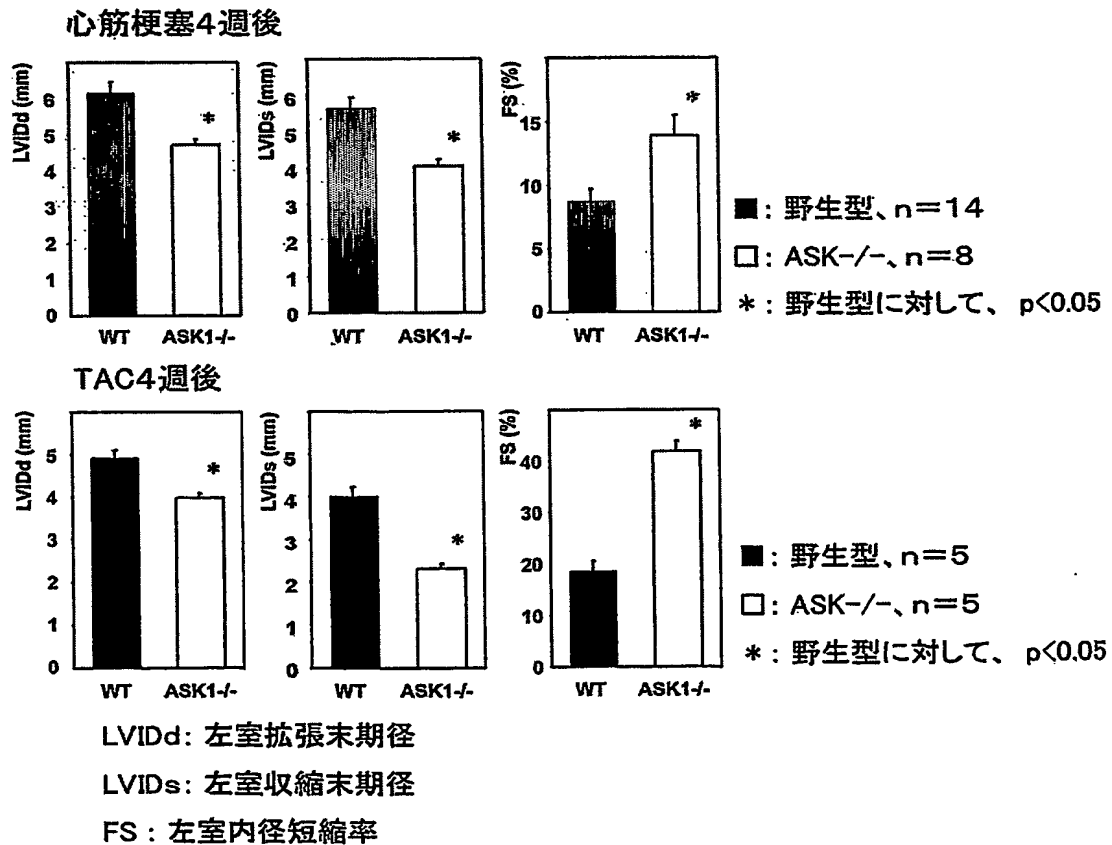 心筋梗塞4週後
LVIDd (mm)
6
5
4
3
2
1
0
*
WT ASK1-/-
LVIDs (mm)
6
5
4
3
2
1
0
*
WT ASK1-/-
FS (%)
15
10
5
0
*
WT ASK1-/-
■: 野生型、n=14
□: ASK-/-、n=8
*: 野生型に対して、 p<0.05
TAC4週後
LVIDd (mm)
5
4
3
2
1
0
*
WT ASK1-/-
LVIDs (mm)
5
4
3
2
1
0
*
WT ASK1-/-
FS (%)
40
30
20
10
0
*
WT ASK1-/-
■: 野生型、n=5
□: ASK-/-、n=5
*: 野生型に対して、 p<0.05
LVIDd: 左室拡張末期径
LVIDs: 左室収縮末期径
FS : 左室内径短縮率